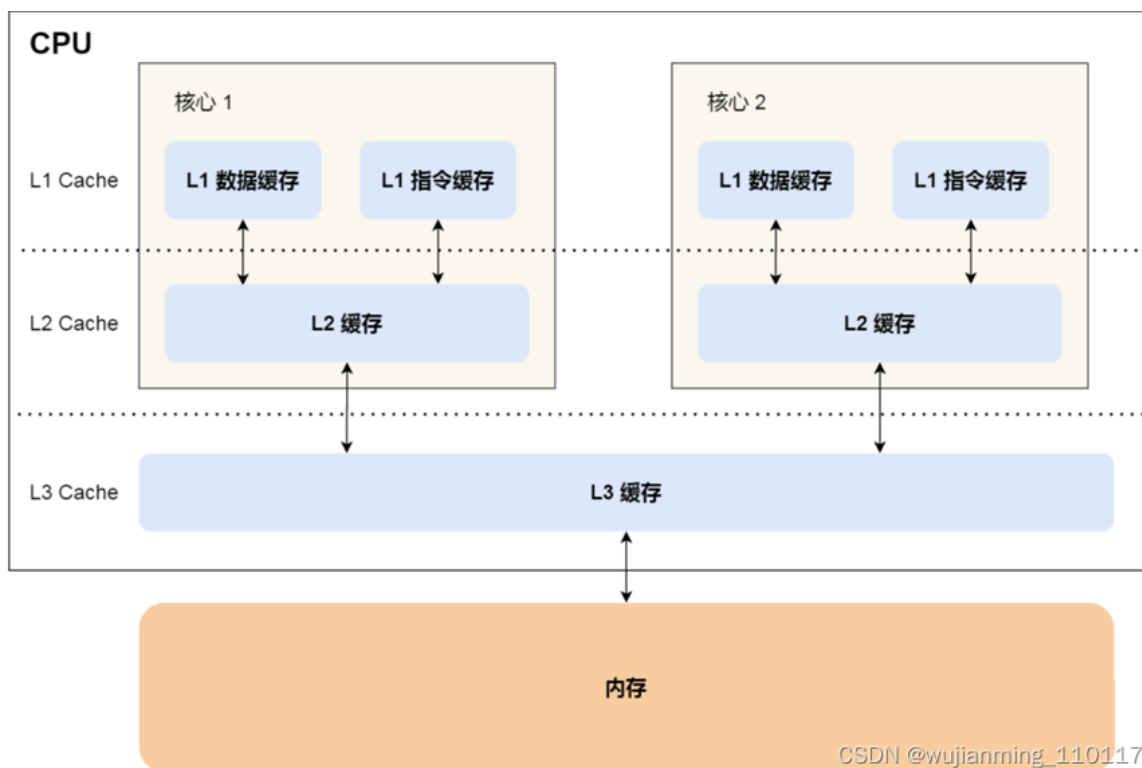 CPU
核心 1
核心 2
L1 Cache
L1 数据缓存
L1 指令缓存
L1 数据缓存
L1 指令缓存
L2 Cache
L2 缓存
L2 缓存
L3 Cache
L3 缓存
内存
CSDN @wujianming_110117